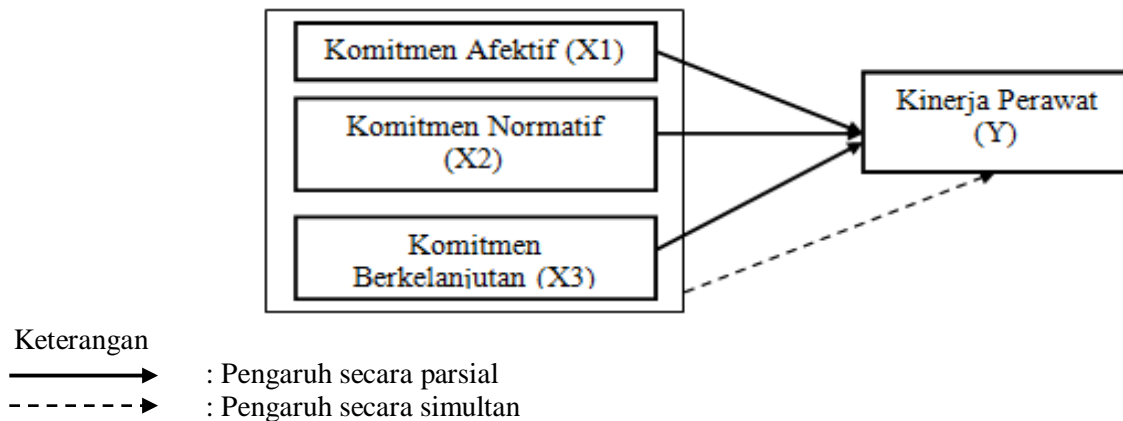 Komitmen Afektif (X1)
Komitmen Normatif
(X2)
Komitmen
Berkelanjutan (X3)
Kinerja Perawat
(Y)
Keterangan
: Pengaruh secara parsial
: Pengaruh secara simultan